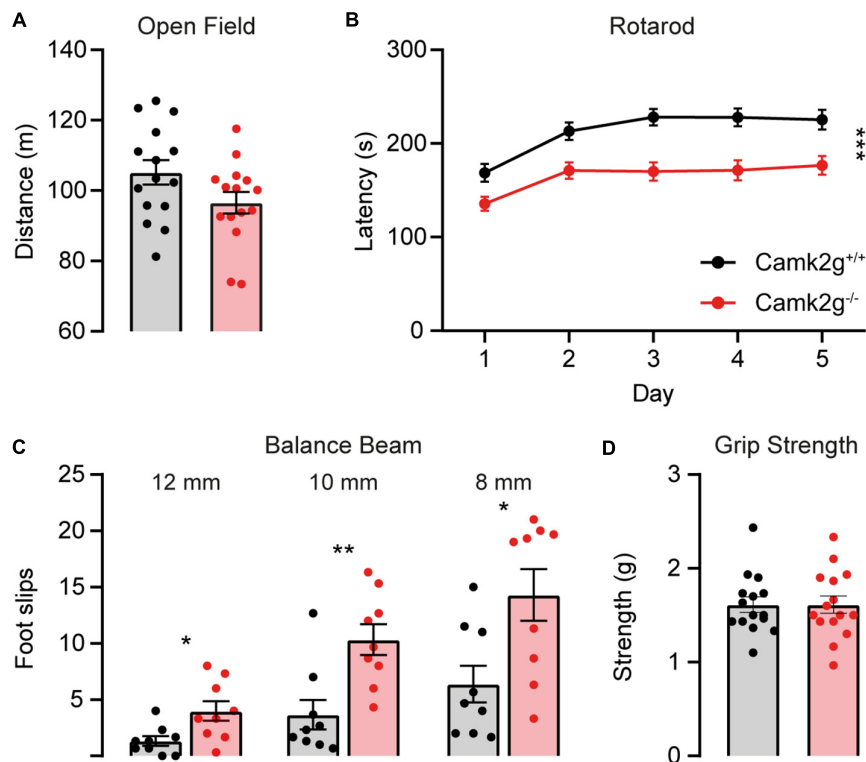 A
Open Field
Distance (m)
140
120
100
80
60
B
Rotarod
Latency (s)
300
200
100
0
***
Camk2g+/+
Camk2g-/-
1 2 3 4 5
Day
C
Balance Beam
Foot slips
25
20
15
10
5
12 mm
10 mm
8 mm
*
**
*
D
Grip Strength
Strength (g)
3
2
1
0